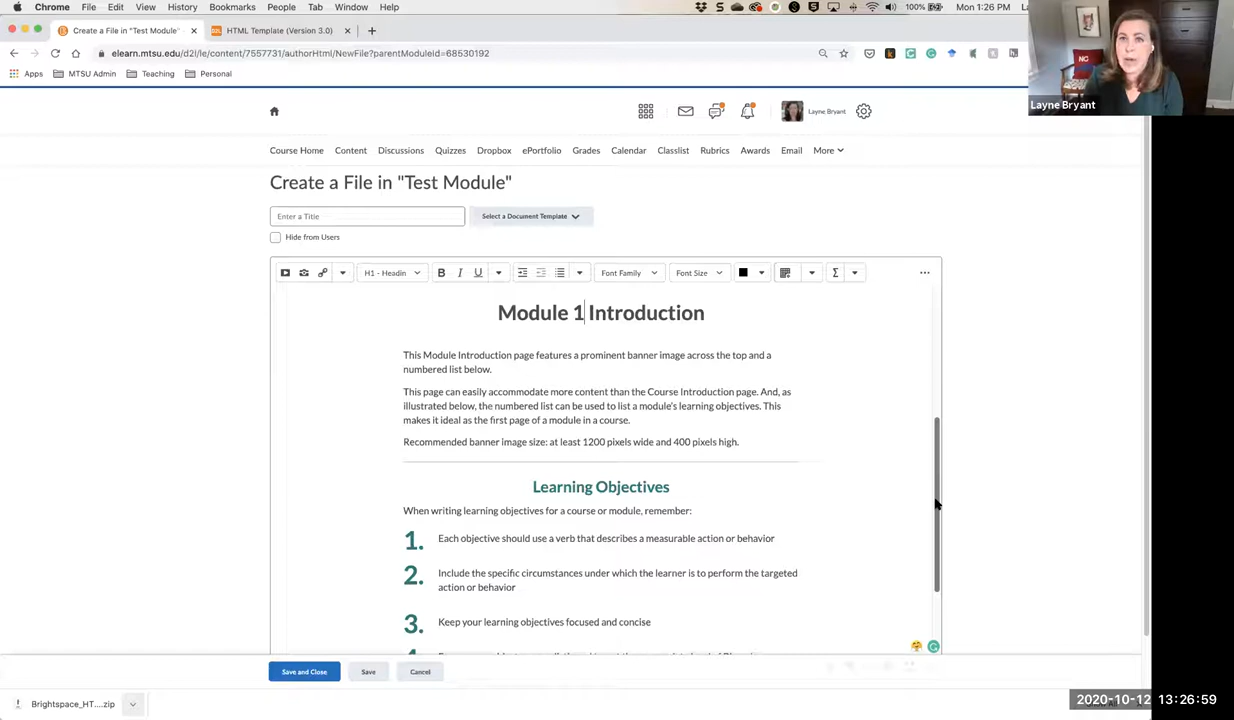 Chrome File Edit View History Bookmarks People Tab Window Help 100% Mon 1:26 PM
Create a File in "Test Module" HTML Template (Version 3.0)
elearn.mtsu.edu/d2l/le/content/7557731/authorHtml/NewFile?parentModuleId=68530192
Apps MTSU Admin Teaching Personal
Layne Bryant
Layne Bryant
Course Home Content Discussions Quizzes Dropbox ePortfolio Grades Calendar Classlist Rubrics Awards Email More
Create a File in "Test Module"
Enter a Title Select a Document Template
Hide from Users
H1 - Headin B I U Font Family Font Size Σ ...
Module 1 Introduction
This Module Introduction page features a prominent banner image across the top and a
numbered list below.
This page can easily accommodate more content than the Course Introduction page. And, as
illustrated below, the numbered list can be used to list a module's learning objectives. This
makes it ideal as the first page of a module in a course.
Recommended banner image size: at least 1200 pixels wide and 400 pixels high.
Learning Objectives
When writing learning objectives for a course or module, remember:
1. Each objective should use a verb that describes a measurable action or behavior
2. Include the specific circumstances under which the learner is to perform the targeted
action or behavior
3. Keep your learning objectives focused and concise
Save and Close Save Cancel
Brightspace_HT....zip
2020-10-12 13:26:59